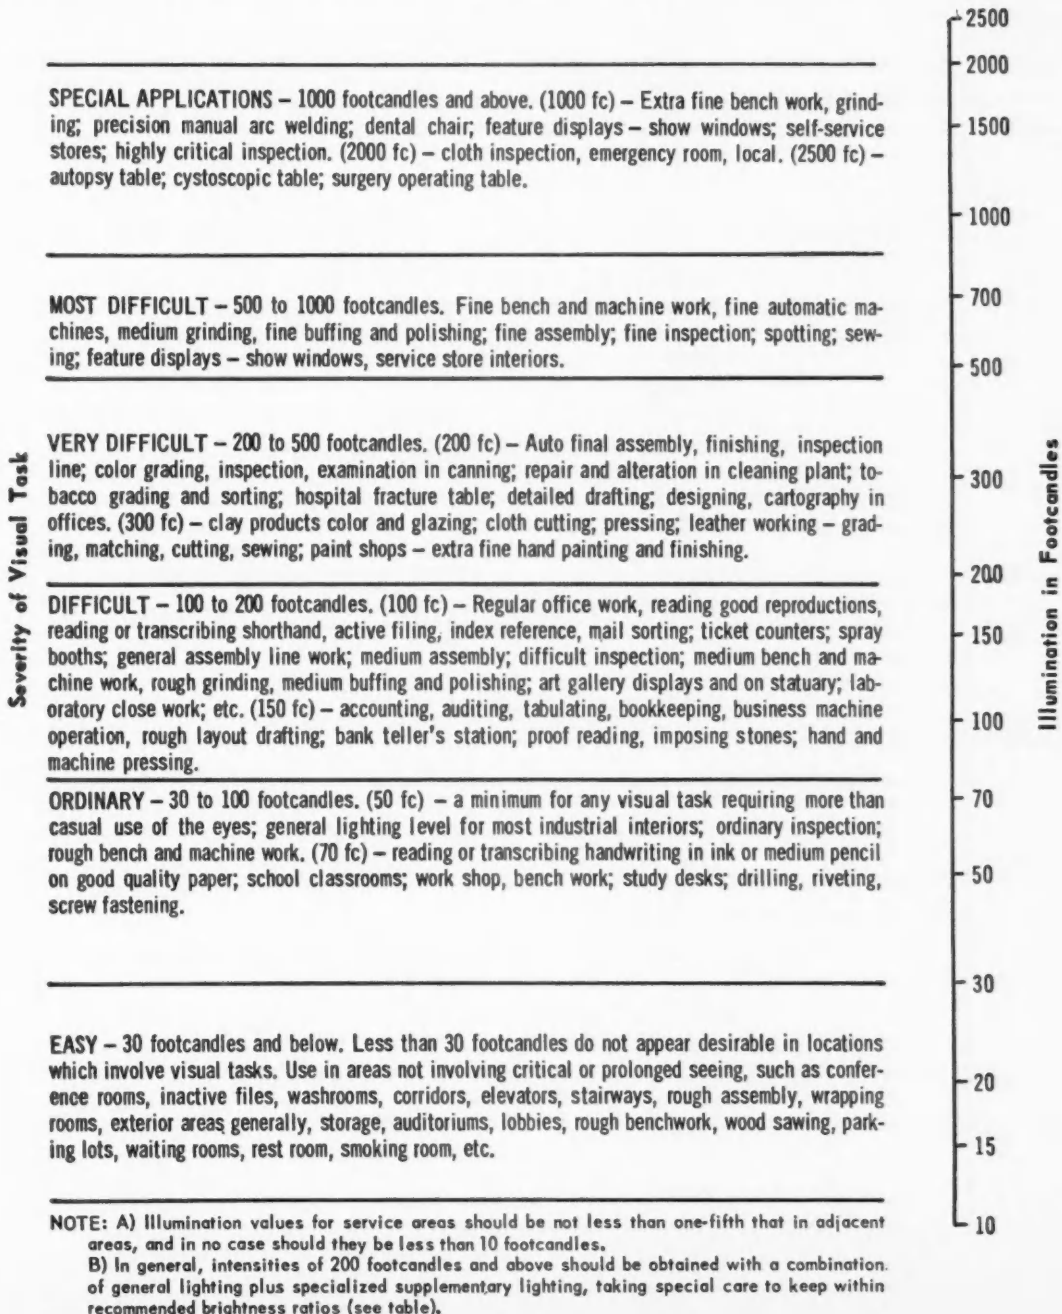 SPECIAL APPLICATIONS – 1000 footcandles and above. (1000 fc) – Extra fine bench work, grind-
ing; precision manual arc welding; dental chair; feature displays – show windows; self-service
stores; highly critical inspection. (2000 fc) – cloth inspection, emergency room, local. (2500 fc) –
autopsy table; cystoscopic table; surgery operating table.
MOST DIFFICULT – 500 to 1000 footcandles. Fine bench and machine work, fine automatic ma-
chines, medium grinding, fine buffing and polishing; fine assembly; fine inspection; spotting; sew-
ing; feature displays – show windows, service store interiors.
VERY DIFFICULT – 200 to 500 footcandles. (200 fc) – Auto final assembly, finishing, inspection
line; color grading, inspection, examination in canning; repair and alteration in cleaning plant; to-
bacco grading and sorting; hospital fracture table; detailed drafting; designing, cartography in
offices. (300 fc) – clay products color and glazing; cloth cutting; pressing; leather working – grad-
ing, matching, cutting, sewing; paint shops – extra fine hand painting and finishing.
DIFFICULT – 100 to 200 footcandles. (100 fc) – Regular office work, reading good reproductions,
reading or transcribing shorthand, active filing, index reference, mail sorting; ticket counters; spray
booths; general assembly line work; medium assembly; difficult inspection; medium bench and ma-
chine work, rough grinding, medium buffing and polishing; art gallery displays and on statuary; lab-
oratory close work; etc. (150 fc) – accounting, auditing, tabulating, bookkeeping, business machine
operation, rough layout drafting; bank teller's station; proof reading, imposing stones; hand and
machine pressing.
ORDINARY – 30 to 100 footcandles. (50 fc) – a minimum for any visual task requiring more than
casual use of the eyes; general lighting level for most industrial interiors; ordinary inspection;
rough bench and machine work. (70 fc) – reading or transcribing handwriting in ink or medium pencil
on good quality paper; school classrooms; work shop, bench work; study desks; drilling, riveting,
screw fastening.
EASY – 30 footcandles and below. Less than 30 footcandles do not appear desirable in locations
which involve visual tasks. Use in areas not involving critical or prolonged seeing, such as confer-
ence rooms, inactive files, washrooms, corridors, elevators, stairways, rough assembly, wrapping
rooms, exterior areas generally, storage, auditoriums, lobbies, rough benchwork, wood sawing, park-
ing lots, waiting rooms, rest room, smoking room, etc.
NOTE: A) Illumination values for service areas should be not less than one-fifth that in adjacent
areas, and in no case should they be less than 10 footcandles.
B) In general, intensities of 200 footcandles and above should be obtained with a combination
of general lighting plus specialized supplementary lighting, taking special care to keep within
recommended brightness ratios (see table).
Severity of Visual Task
2500
2000
1500
1000
700
500
300
200
150
100
70
50
30
20
15
10
Illumination in Footcandles